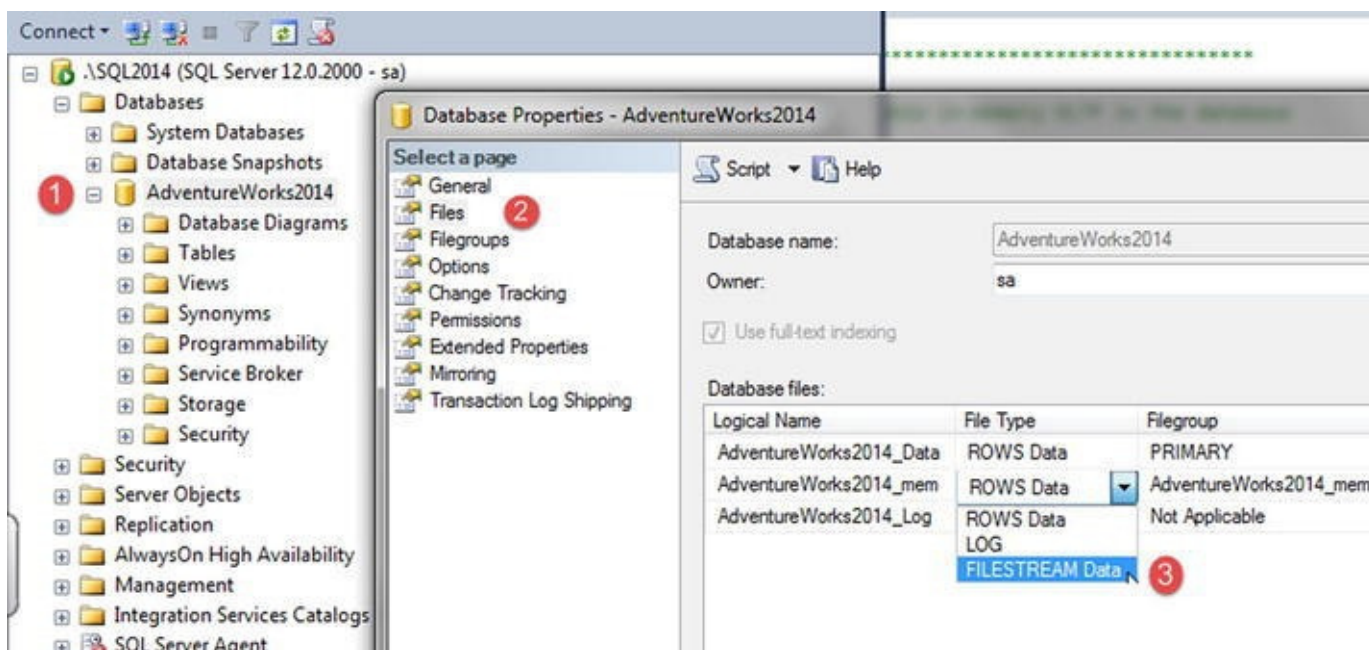 Connect
.\SQL2014 (SQL Server 12.0.2000 - sa)
Databases
System Databases
Database Snapshots
1
AdventureWorks2014
Database Diagrams
Tables
Views
Synonyms
Programmability
Service Broker
Storage
Security
Security
Server Objects
Replication
AlwaysOn High Availability
Management
Integration Services Catalogs
SQL Server Agent
******************************
Database Properties - AdventureWorks2014
Select a page
General
Files 2
Filegroups
Options
Change Tracking
Permissions
Extended Properties
Mirroring
Transaction Log Shipping
Script Help
Database name: AdventureWorks2014
Owner: sa
Use full-text indexing
Database files:
Logical Name File Type Filegroup
AdventureWorks2014_Data ROWS Data PRIMARY
AdventureWorks2014_mem ROWS Data AdventureWorks2014_mem
AdventureWorks2014_Log ROWS Data Not Applicable
LOG
FILESTREAM Data 3